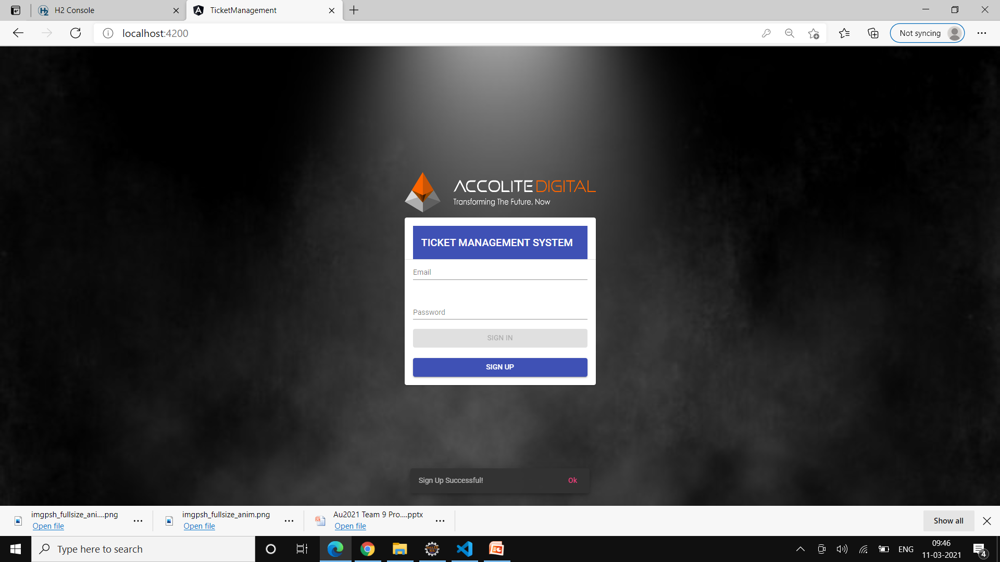 H2 Console
TicketManagement
localhost:4200
Not syncing
ACCOLITE DIGITAL
Transforming The Future, Now
TICKET MANAGEMENT SYSTEM
Email
Password
SIGN IN
SIGN UP
Sign Up Successful!
Ok
imgpsh_fullsize_ani....png
Open file
imgpsh_fullsize_anim.png
Open file
Au2021 Team 9 Pro....pptx
Open file
Show all
Type here to search
ENG
09:46
11-03-2021
4